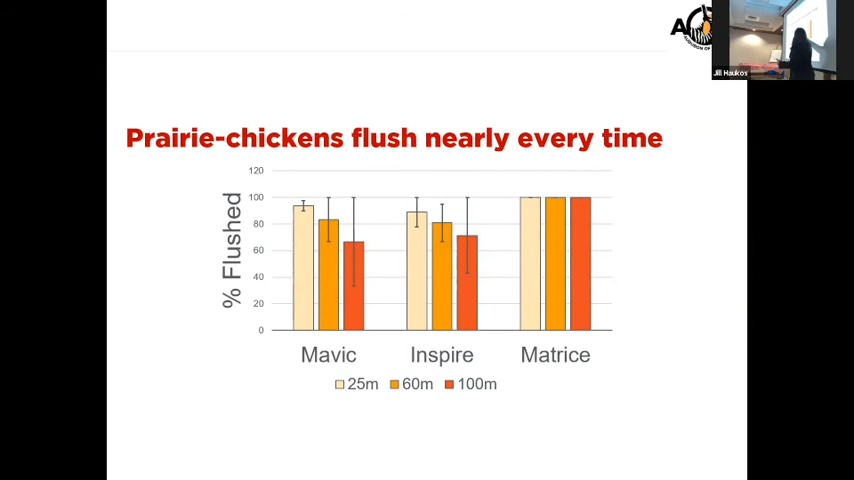 Jill Haukos
Prairie-chickens flush nearly every time
120
100
80
60
40
20
0
% Flushed
Mavic Inspire Matrice
25m 60m 100m